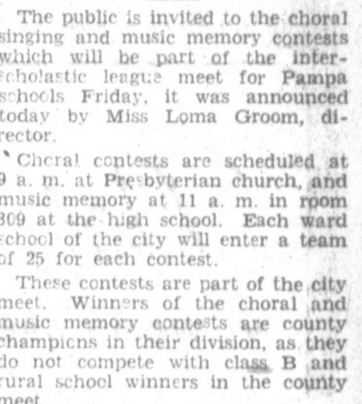 The public is invited to the choral
singing and music memory contests
which will be part of the inter-
scholastic league meet for Pampa
schools Friday, it was announced
today by Miss Loma Groom, di-
rector.
Choral contests are scheduled at
9 a. m. at Presbyterian church, and
music memory at 11 a. m. in room
309 at the high school. Each ward
school of the city will enter a team
of 25 for each contest.
These contests are part of the city
meet. Winners of the choral and
music memory contests are county
champions in their division, as they
do not compete with class B and
rural school winners in the county
meet.